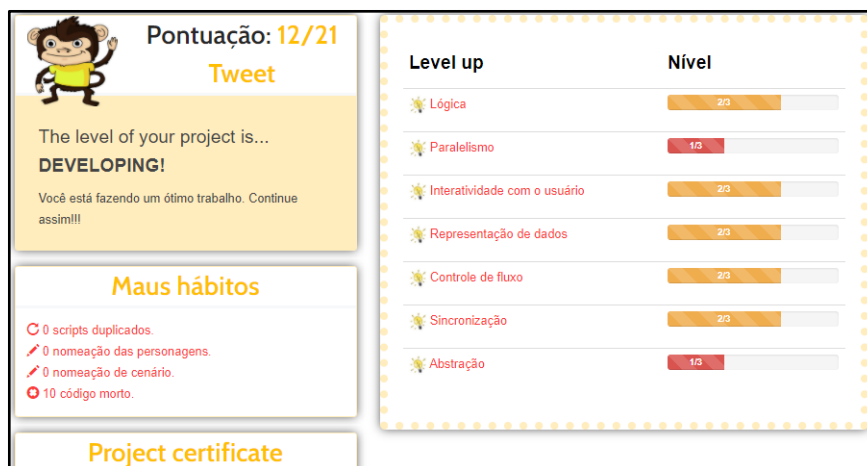 Pontuação: 12/21
Tweet
The level of your project is...
DEVELOPING!
Você está fazendo um ótimo trabalho. Continue
assim!!!
Maus hábitos
0 scripts duplicados.
0 nomeação das personagens.
0 nomeação de cenário.
10 código morto.
Project certificate
Level up Nível
Lógica 2/3
Paralelismo 1/3
Interatividade com o usuário 2/3
Representação de dados 2/3
Controle de fluxo 2/3
Sincronização 2/3
Abstração 1/3